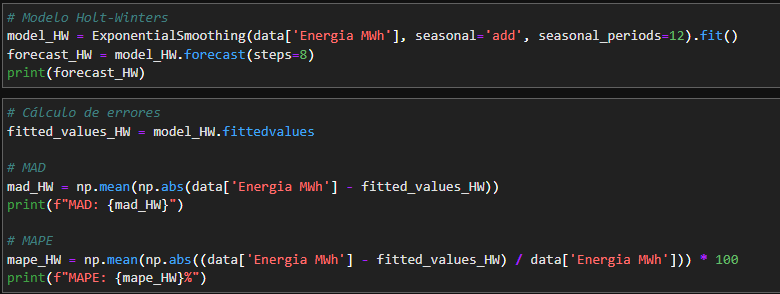 # Modelo Holt-Winters
model_HW = ExponentialSmoothing(data['Energia MWh'], seasonal='add', seasonal_periods=12).fit()
forecast_HW = model_HW.forecast(steps=8)
print(forecast_HW)
# Cálculo de errores
fitted_values_HW = model_HW.fittedvalues
# MAD
mad_HW = np.mean(np.abs(data['Energia MWh'] - fitted_values_HW))
print(f"MAD: {mad_HW}")
# MAPE
mape_HW = np.mean(np.abs((data['Energia MWh'] - fitted_values_HW) / data['Energia MWh'])) * 100
print(f"MAPE: {mape_HW}%")